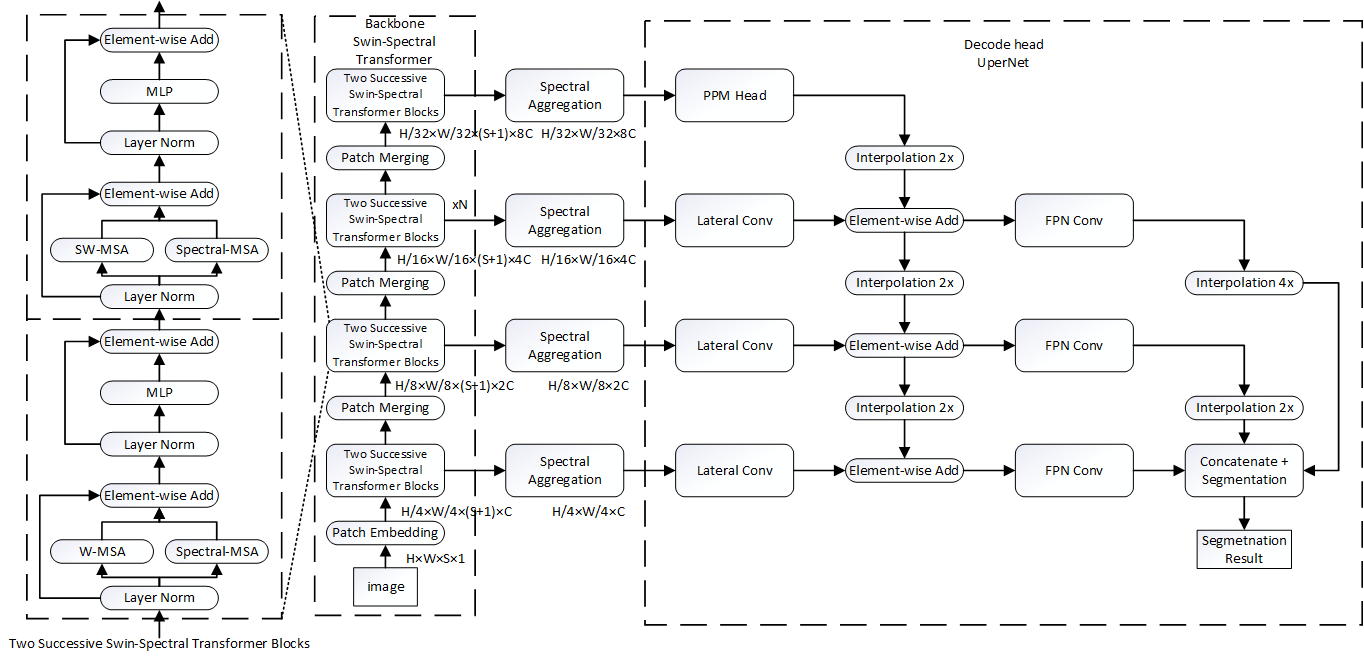 Element-wise Add
MLP
Layer Norm
Element-wise Add
SW-MSA
Spectral-MSA
Layer Norm
Element-wise Add
MLP
Layer Norm
Element-wise Add
W-MSA
Spectral-MSA
Layer Norm
Two Successive Swin-Spectral Transformer Blocks
Backbone
Swin-Spectral
Transformer
Two Successive
Swin-Spectral
Transformer Blocks
H/32×W/32×(S+1)×8C
Patch Merging
Two Successive
Swin-Spectral
Transformer Blocks
xN
H/16×W/16×(S+1)×4C
Patch Merging
Two Successive
Swin-Spectral
Transformer Blocks
H/8×W/8×(S+1)×2C
Patch Merging
Two Successive
Swin-Spectral
Transformer Blocks
H/4×W/4×(S+1)×C
Patch Embedding
H×W×S×1
image
Spectral
Aggregation
H/32×W/32×8C
Spectral
Aggregation
H/16×W/16×4C
Spectral
Aggregation
H/8×W/8×2C
Spectral
Aggregation
H/4×W/4×C
Decode head
UperNet
PPM Head
Interpolation 2x
Lateral Conv
Element-wise Add
FPN Conv
Interpolation 2x
Interpolation 4x
Lateral Conv
Element-wise Add
FPN Conv
Interpolation 2x
Interpolation 2x
Lateral Conv
Element-wise Add
FPN Conv
Concatenate +
Segmentation
Segmetnation
Result